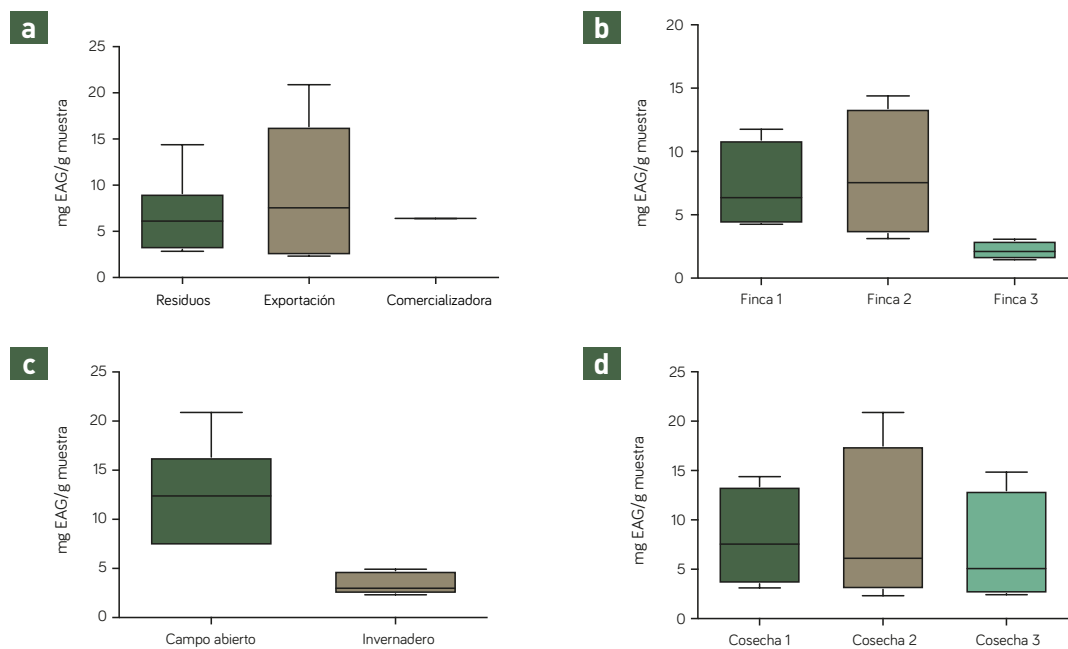 a
mg EAG/g muestra
25
20
15
10
5
0
Residuos
Exportación
Comercializadora
b
mg EAG/g muestra
20
15
10
5
0
Finca 1
Finca 2
Finca 3
c
mg EAG/g muestra
25
20
15
10
5
0
Campo abierto
Invernadero
d
mg EAG/g muestra
25
20
15
10
5
0
Cosecha 1
Cosecha 2
Cosecha 3